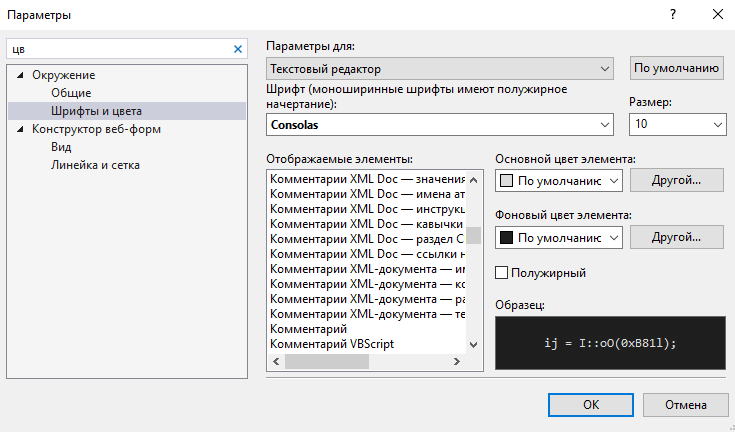 Параметры
? ×
цв
×
Окружение
Общие
Шрифты и цвета
Конструктор веб-форм
Вид
Линейка и сетка
Параметры для:
Текстовый редактор
По умолчанию
Шрифт (моноширинные шрифты имеют полужирное
начертание):
Consolas
Размер:
10
Отображаемые элементы:
Комментарии XML Doc — значения
Комментарии XML Doc — имена ат
Комментарии XML Doc — инструкц
Комментарии XML Doc — кавычки
Комментарии XML Doc — раздел C
Комментарии XML Doc — ссылки н
Комментарии XML-документа — им
Комментарии XML-документа — ко
Комментарии XML-документа — ра
Комментарии XML-документа — те
Комментарий
Комментарий VBScript
Основной цвет элемента:
По умолчанию
Другой...
Фоновый цвет элемента:
По умолчанию
Другой...
Полужирный
Образец:
ij = I::oO(0xB81l);
ОК
Отмена